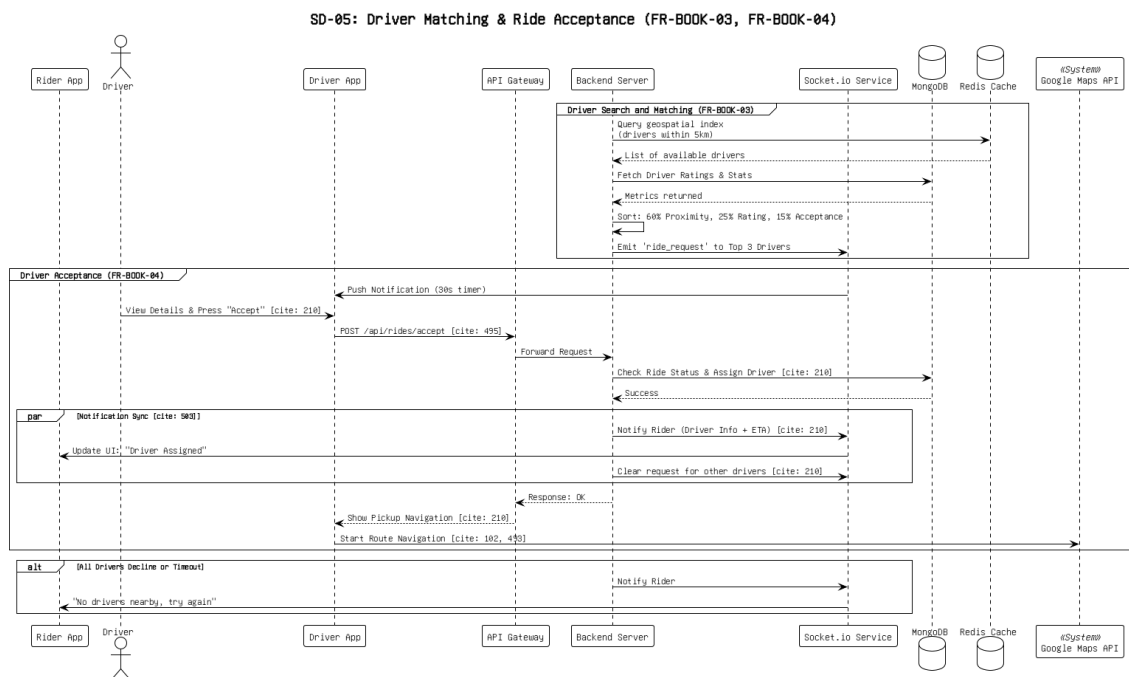 SD-05: Driver Matching & Ride Acceptance (FR-BOOK-03, FR-BOOK-04)
Rider App
Driver
Driver App
API Gateway
Backend Server
Socket.io Service
MongoDB
Redis Cache
«System»
Google Maps API
Driver Search and Matching (FR-BOOK-03)
Query geospatial index
(drivers within 5km)
List of available drivers
Fetch Driver Ratings & Stats
Metrics returned
Sort: 60% Proximity, 25% Rating, 15% Acceptance
Emit 'ride_request' to Top 3 Drivers
Driver Acceptance (FR-BOOK-04)
Push Notification (30s timer)
View Details & Press "Accept" [cite: 210]
POST /api/rides/accept [cite: 495]
Forward Request
Check Ride Status & Assign Driver [cite: 210]
Success
par
[Notification Sync [cite: 503]]
Notify Rider (Driver Info + ETA) [cite: 210]
Update UI: "Driver Assigned"
Clear request for other drivers [cite: 210]
Response: OK
Show Pickup Navigation [cite: 210]
Start Route Navigation [cite: 102, 493]
alt
[All Drivers Decline or Timeout]
Notify Rider
"No drivers nearby, try again"
Rider App
Driver
Driver App
API Gateway
Backend Server
Socket.io Service
MongoDB
Redis Cache
«System»
Google Maps API